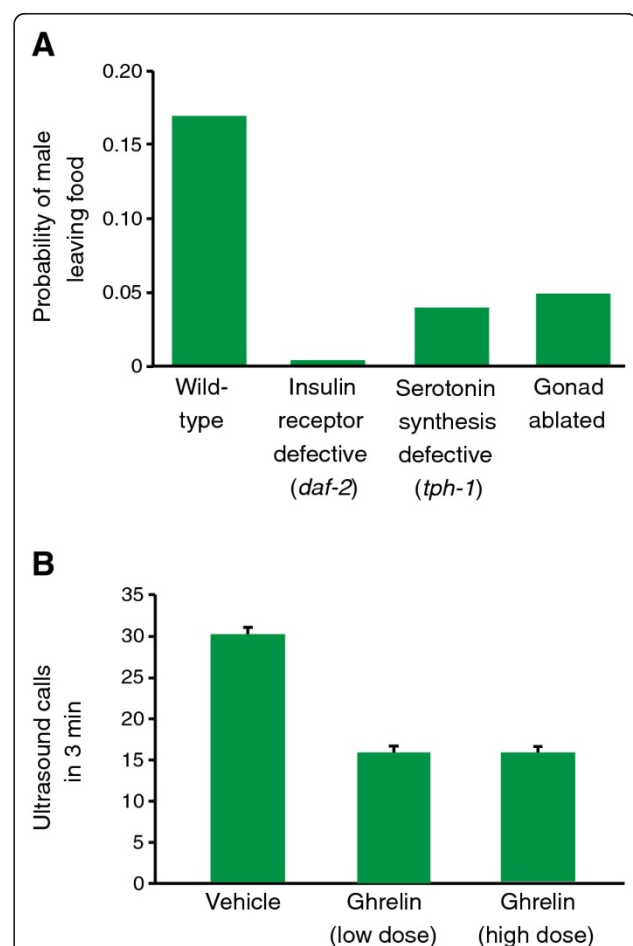 A
Probability of male
leaving food
0.20
0.15
0.10
0.05
0
Wild-
type
Insulin
receptor
defective
(daf-2)
Serotonin
synthesis
defective
(tph-1)
Gonad
ablated
B
Ultrasound calls
in 3 min
35
30
25
20
15
10
5
0
Vehicle
Ghrelin
(low dose)
Ghrelin
(high dose)